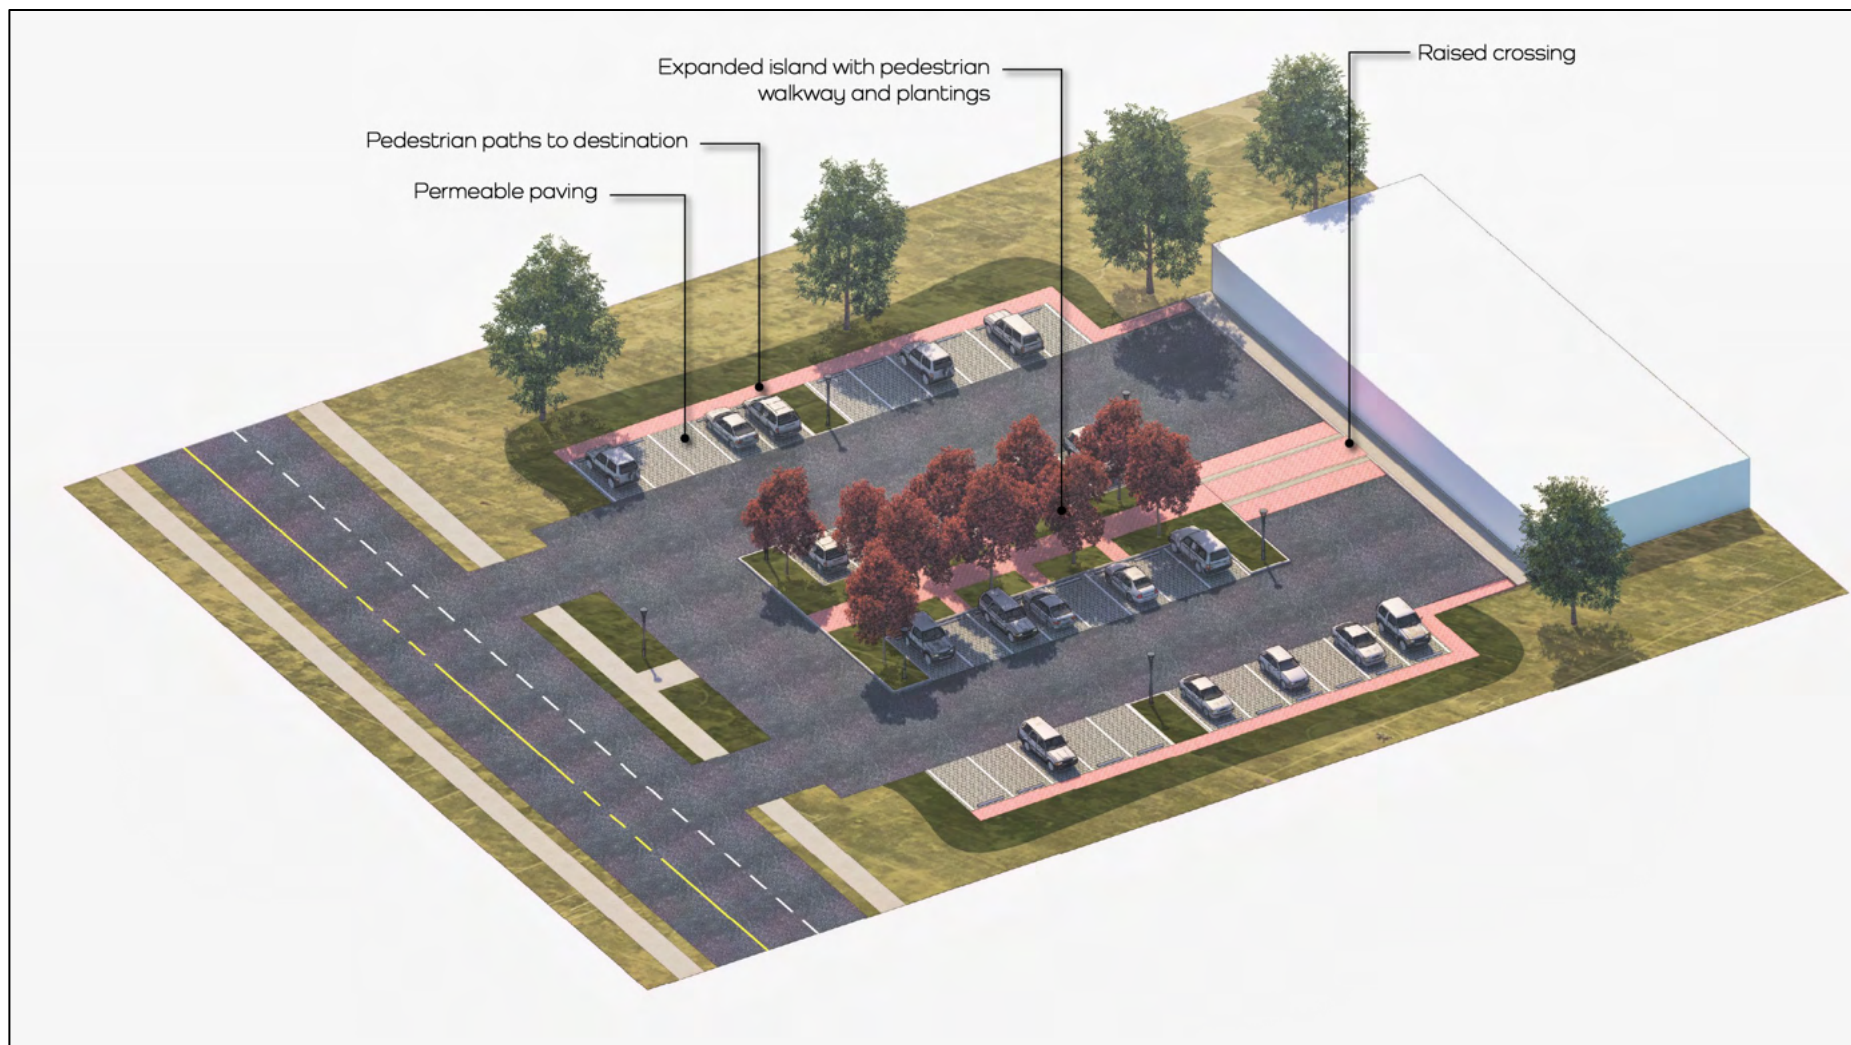 Raised crossing
Expanded island with pedestrian
walkway and plantings
Pedestrian paths to destination
Permeable paving